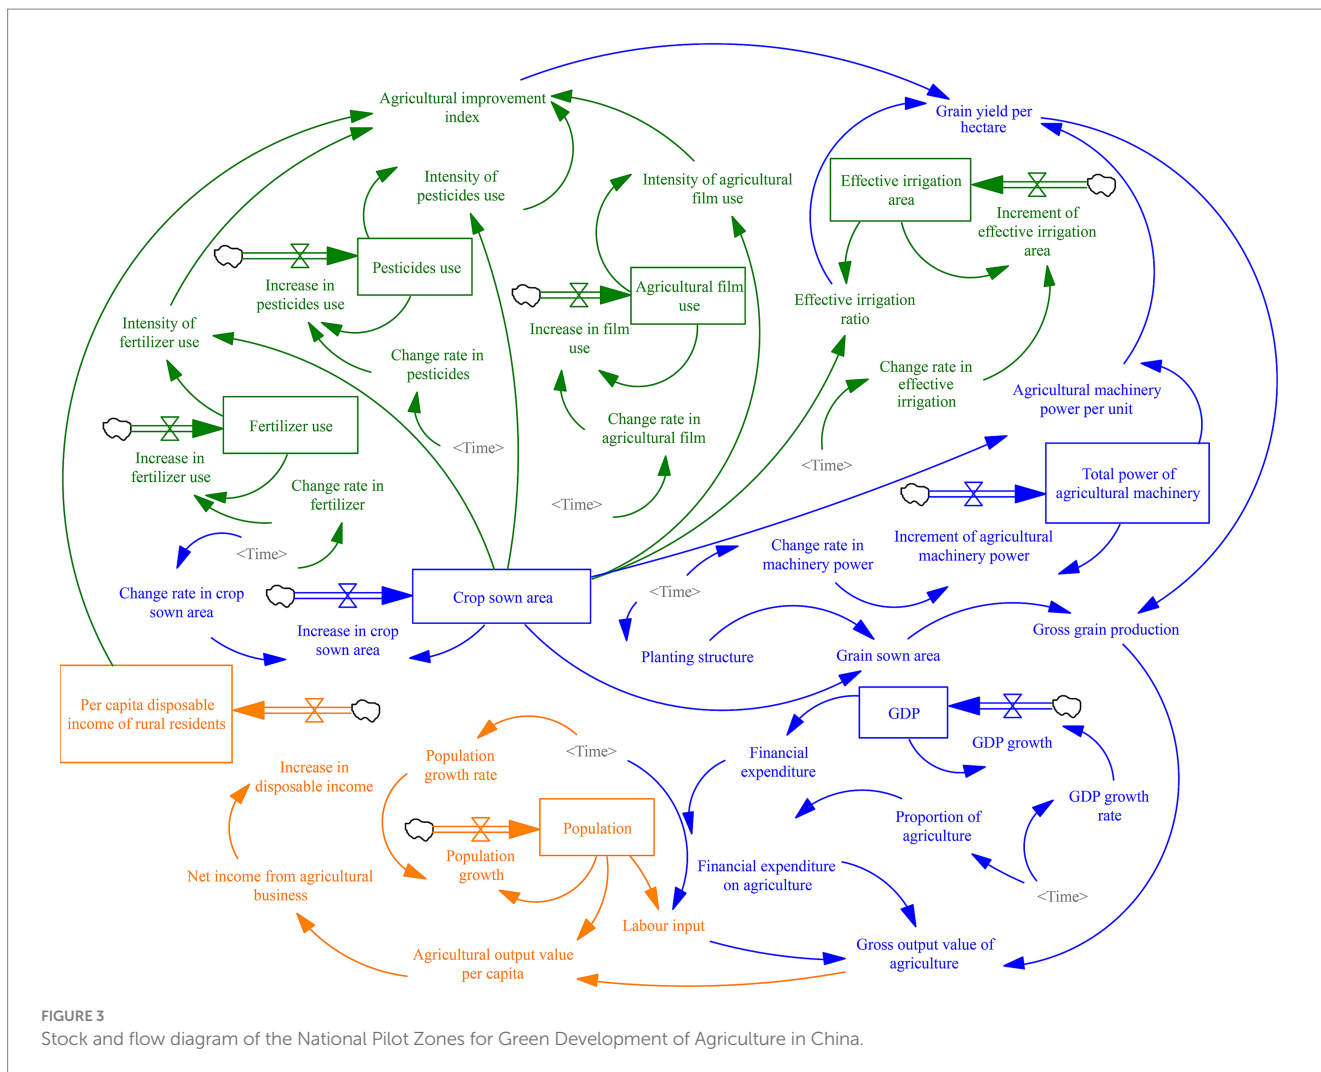 Agricultural improvement
index
Grain yield per
hectare
Intensity of
pesticides use
Intensity of agricultural
film use
Effective irrigation
area
Increment of
effective irrigation
area
Pesticides use
Increase in
pesticides use
Agricultural film
use
Increase in film
use
Effective irrigation
ratio
Intensity of
fertilizer use
Change rate in
pesticides
Change rate in
effective
irrigation
Agricultural machinery
power per unit
Fertilizer use
Increase in
fertilizer use
Change rate in
agricultural film
<Time>
<Time>
Change rate in
fertilizer
<Time>
Total power of
agricultural machinery
Increment of agricultural
machinery power
<Time>
Change rate in
machinery power
<Time>
Change rate in crop
sown area
Crop sown area
Increase in crop
sown area
Planting structure
Grain sown area
Gross grain production
Per capita disposable
income of rural residents
GDP
GDP growth
<Time>
Population
growth rate
Financial
expenditure
Increase in
disposable income
GDP growth
rate
Proportion of
agriculture
Population
Population
growth
Financial expenditure
on agriculture
Net income from agricultural
business
<Time>
Labour input
Agricultural output value
per capita
Gross output value of
agriculture
FIGURE 3
Stock and flow diagram of the National Pilot Zones for Green Development of Agriculture in China.